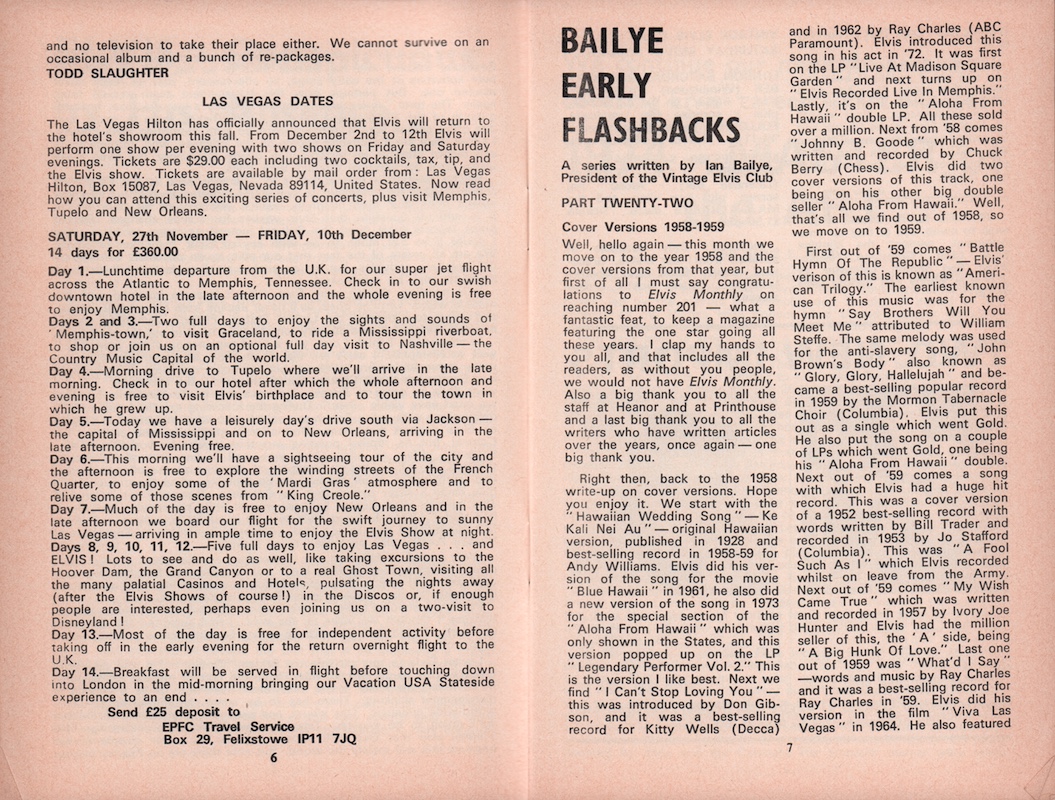 and no television to take their place either. We cannot survive on an
occasional album and a bunch of re-packages.
TODD SLAUGHTER
LAS VEGAS DATES
The Las Vegas Hilton has officially announced that Elvis will return to
the hotel's showroom this fall. From December 2nd to 12th Elvis will
perform one show per evening with two shows on Friday and Saturday
evenings. Tickets are $29.00 each including two cocktails, tax, tip, and
the Elvis show. Tickets are available by mail order from: Las Vegas
Hilton, Box 15087, Las Vegas, Nevada 89114, United States. Now read
how you can attend this exciting series of concerts, plus visit Memphis,
Tupelo and New Orleans.
SATURDAY, 27th November — FRIDAY, 10th December
14 days for £360.00
Day 1.—Lunchtime departure from the U.K. for our super jet flight
across the Atlantic to Memphis, Tennessee. Check in to our swish
downtown hotel in the late afternoon and the whole evening is free
to enjoy Memphis.
Days 2 and 3.—Two full days to enjoy the sights and sounds of
'Memphis-town,' to visit Graceland, to ride a Mississippi riverboat,
to shop or join us on an optional full day visit to Nashville — the
Country Music Capital of the world.
Day 4.—Morning drive to Tupelo where we'll arrive in the late
morning. Check in to our hotel after which the whole afternoon and
evening is free to visit Elvis' birthplace and to tour the town in
which he grew up.
Day 5.—Today we have a leisurely day's drive south via Jackson —
the capital of Mississippi and on to New Orleans, arriving in the
late afternoon. Evening free.
Day 6.—This morning we'll have a sightseeing tour of the city and
the afternoon is free to explore the winding streets of the French
Quarter, to enjoy some of the 'Mardi Gras' atmosphere and to
relive some of those scenes from "King Creole."
Day 7.—Much of the day is free to enjoy New Orleans and in the
late afternoon we board our flight for the swift journey to sunny
Las Vegas — arriving in ample time to enjoy the Elvis Show at night.
Days 8, 9, 10, 11, 12.—Five full days to enjoy Las Vegas . . . and
ELVIS! Lots to see and do as well, like taking excursions to the
Hoover Dam, the Grand Canyon or to a real Ghost Town, visiting all
the many palatial Casinos and Hotels, pulsating the nights away
(after the Elvis Shows of course!) in the Discos or, if enough
people are interested, perhaps even joining us on a two-visit to
Disneyland!
Day 13.—Most of the day is free for independent activity before
taking off in the early evening for the return overnight flight to the
U.K.
Day 14.—Breakfast will be served in flight before touching down
into London in the mid-morning bringing our Vacation USA Stateside
experience to an end . . . .
Send £25 deposit to
EPFC Travel Service
Box 29, Felixstowe IP11 7JQ
6
BAILYE
EARLY
FLASHBACKS
A series written by Ian Bailye,
President of the Vintage Elvis Club
PART TWENTY-TWO
Cover Versions 1958-1959
Well, hello again — this month we
move on to the year 1958 and the
cover versions from that year, but
first of all I must say congratu-
lations to Elvis Monthly on
reaching number 201 — what a
fantastic feat, to keep a magazine
featuring the one star going all
these years. I clap my hands to
you all, and that includes all the
readers, as without you people,
we would not have Elvis Monthly.
Also a big thank you to all the
staff at Heanor and at Printhouse
and a last big thank you to all the
writers who have written articles
over the years, once again — one
big thank you.
Right then, back to the 1958
write-up on cover versions. Hope
you enjoy it. We start with the
"Hawaiian Wedding Song" — Ke
Kali Nei Au" — original Hawaiian
version, published in 1928 and
best-selling record in 1958-59 for
Andy Williams. Elvis did his ver-
sion of the song for the movie
"Blue Hawaii" in 1961, he also did
a new version of the song in 1973
for the special section of the
"Aloha From Hawaii" which was
only shown in the States, and this
version popped up on the LP
"Legendary Performer Vol. 2." This
is the version I like best. Next we
find "I Can't Stop Loving You" —
this was introduced by Don Gib-
son, and it was a best-selling
record for Kitty Wells (Decca)
and in 1962 by Ray Charles (ABC
Paramount). Elvis introduced this
song in his act in '72. It was first
on the LP "Live At Madison Square
Garden" and next turns up on
"Elvis Recorded Live In Memphis."
Lastly, it's on the "Aloha From
Hawaii" double LP. All these sold
over a million. Next from '58 comes
"Johnny B. Goode" which was
written and recorded by Chuck
Berry (Chess). Elvis did two
cover versions of this track, one
being on his other big double
seller "Aloha From Hawaii." Well,
that's all we find out of 1958, so
we move on to 1959.
First out of '59 comes "Battle
Hymn Of The Republic" — Elvis'
verison of this is known as "Ameri-
can Trilogy." The earliest known
use of this music was for the
hymn "Say Brothers Will You
Meet Me" attributed to William
Steffe. The same melody was used
for the anti-slavery song, "John
Brown's Body" also known as
"Glory, Glory, Hallelujah" and be-
came a best-selling popular record
in 1959 by the Mormon Tabernacle
Choir (Columbia). Elvis put this
out as a single which went Gold.
He also put the song on a couple
of LPs which went Gold, one being
his "Aloha From Hawaii" double.
Next out of '59 comes a song
with which Elvis had a huge hit
record. This was a cover version
of a 1952 best-selling record with
words written by Bill Trader and
recorded in 1953 by Jo Stafford
(Columbia). This was "A Fool
Such As I" which Elvis recorded
whilst on leave from the Army.
Next out of '59 comes "My Wish
Came True" which was written
and recorded in 1957 by Ivory Joe
Hunter and Elvis had the million
seller of this, the 'A' side, being
"A Big Hunk Of Love." Last one
out of 1959 was "What'd I Say"
—words and music by Ray Charles
and it was a best-selling record for
Ray Charles in '59. Elvis did his
version in the film "Viva Las
Vegas" in 1964. He also featured
7